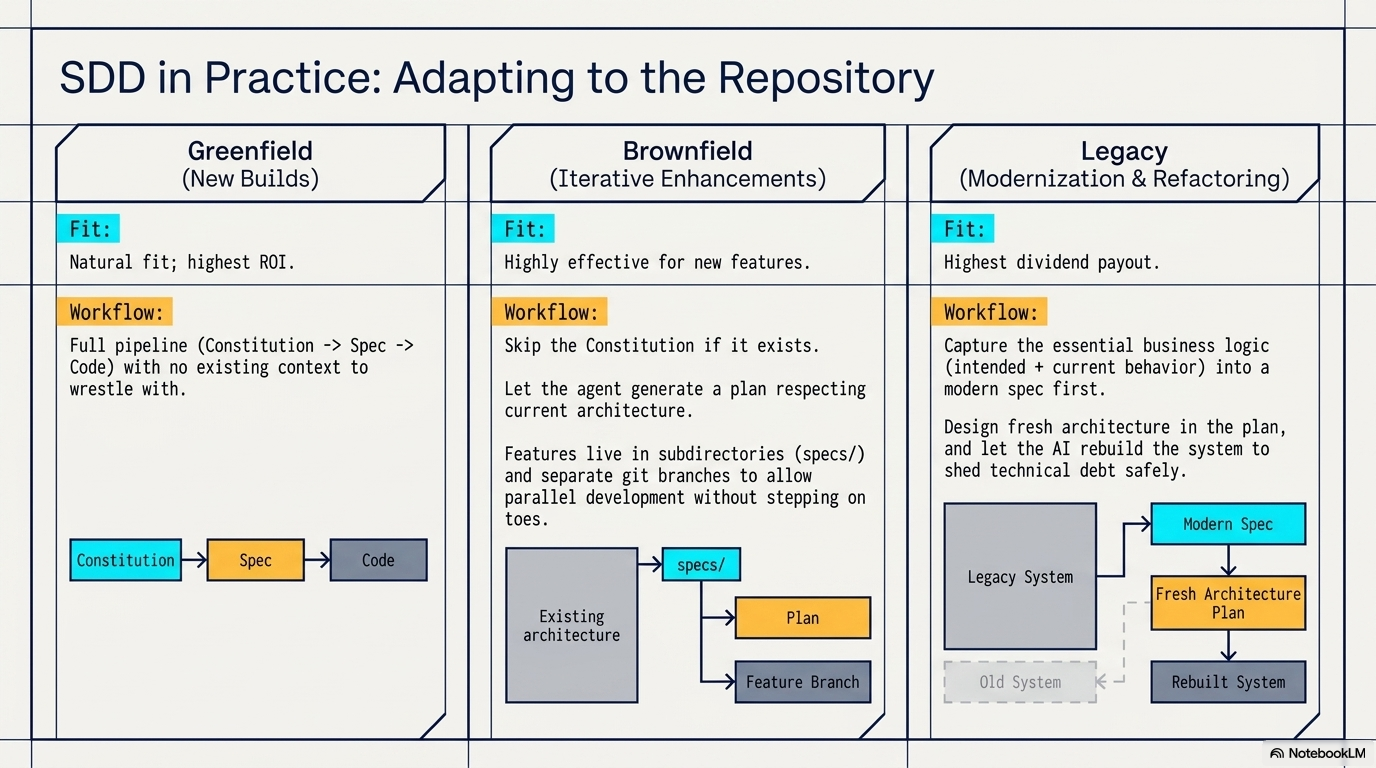 SDD in Practice: Adapting to the Repository
Greenfield
(New Builds)
Fit:
Natural fit; highest ROI.
Workflow:
Full pipeline (Constitution -> Spec ->
Code) with no existing context to
wrestle with.
Constitution
Spec
Code
Brownfield
(Iterative Enhancements)
Fit:
Highly effective for new features.
Workflow:
Skip the Constitution if it exists.
Let the agent generate a plan respecting
current architecture.
Features live in subdirectories (specs/)
and separate git branches to allow
parallel development without stepping on
toes.
Existing
architecture
specs/
Plan
Feature Branch
Legacy
(Modernization & Refactoring)
Fit:
Highest dividend payout.
Workflow:
Capture the essential business logic
(intended + current behavior) into a
modern spec first.
Design fresh architecture in the plan,
and let the AI rebuild the system to
shed technical debt safely.
Legacy System
Modern Spec
Fresh Architecture
Plan
Old System
Rebuilt System
NotebookLM